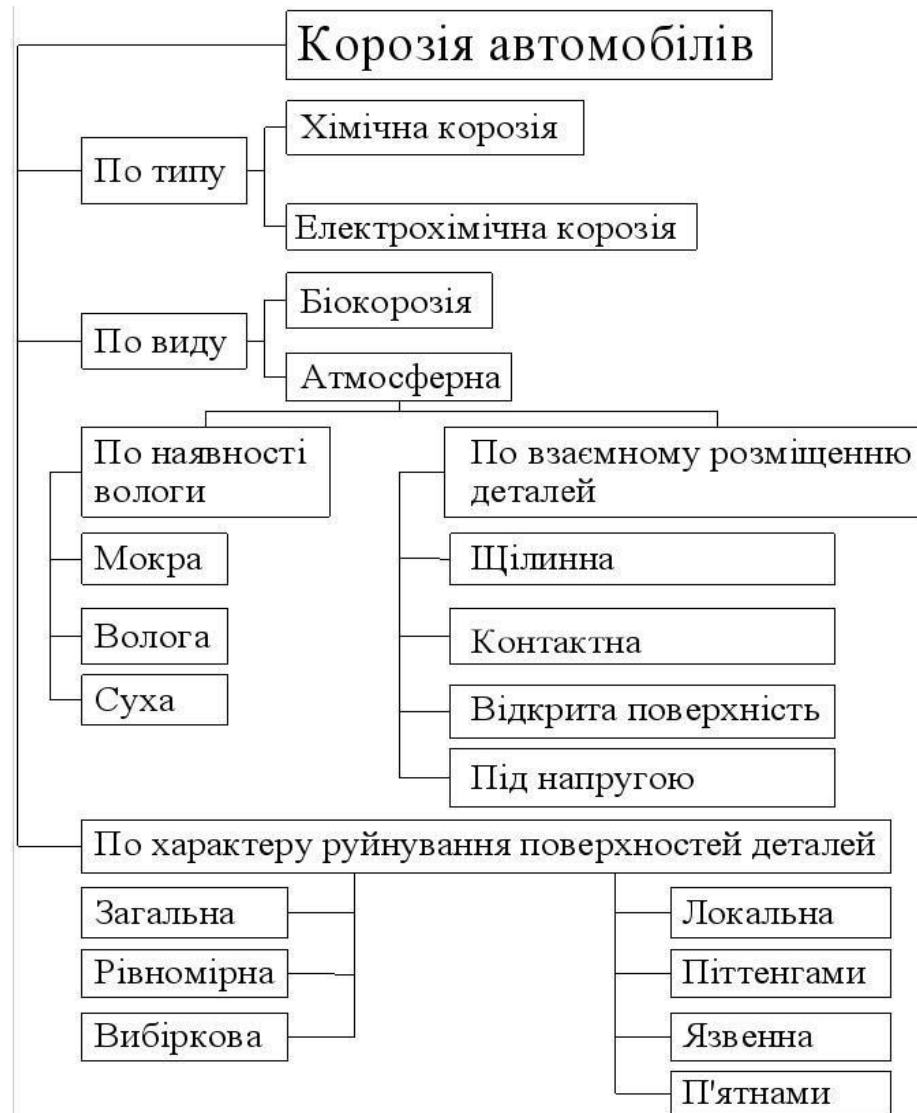 Корозія автомобілів
По типу
Хімічна корозія
Електрохімічна корозія
По виду
Біокорозія
Атмосферна
По наявності
вологи
Мокра
Волога
Суха
По взаємному розміщенню
деталей
Щілинна
Контактна
Відкрита поверхність
Під напругою
По характеру руйнування поверхностей деталей
Загальна
Рівномірна
Вибіркова
Локальна
Піттенгами
Язвенна
П'ятнами